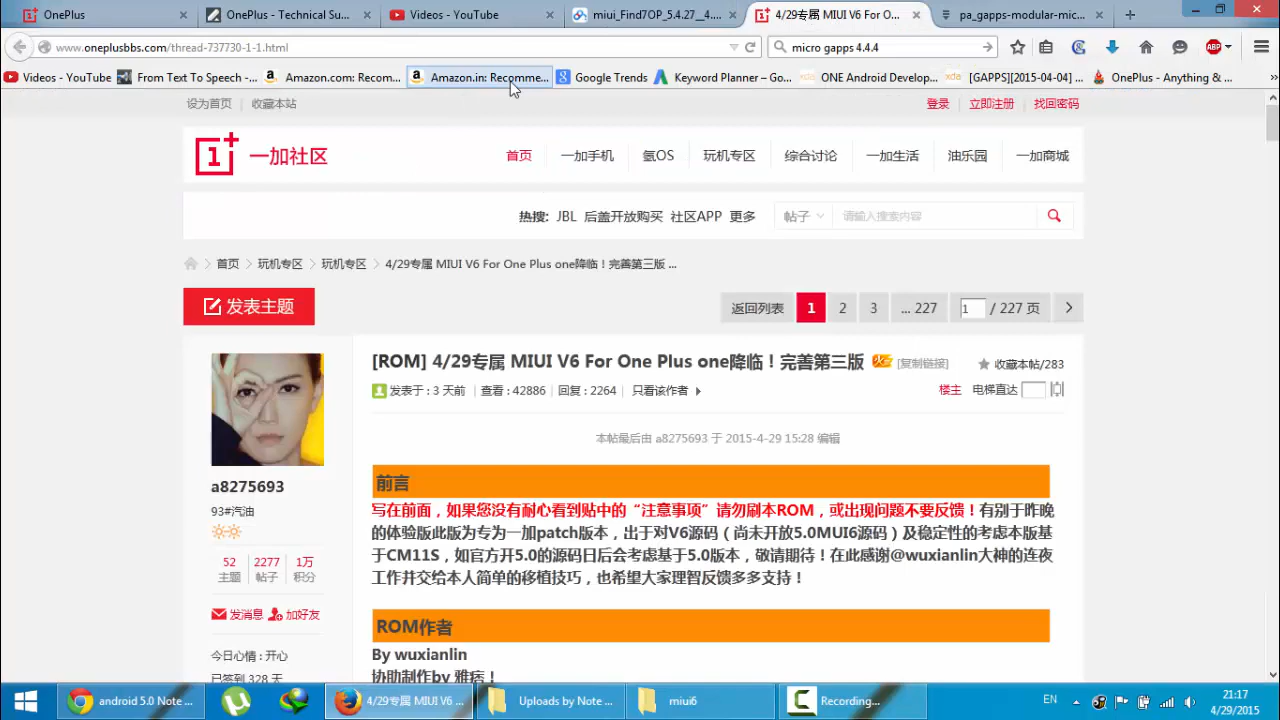 OnePlus
OnePlus - Technical Su...
Videos - YouTube
miui_Find7OP_5.4.27__4....
4/29专属 MIUI V6 For O...
pa_gapps-modular-mic...
www.oneplusbbs.com/thread-737730-1-1.html
micro gapps 4.4.4
ABP
Videos - YouTube
From Text To Speech -...
Amazon.com: Recom...
Amazon.in: Recomme...
Google Trends
Keyword Planner – Go...
ONE Android Develop...
[GAPPS][2015-04-04] ...
OnePlus - Anything & ...
设为首页 | 收藏本站
登录 立即注册 找回密码
一加社区
首页 一加手机 氢OS 玩机专区 综合讨论 一加生活 油乐园 一加商城
热搜: JBL 后盖开放购买 社区APP 更多
帖子 请输入搜索内容
首页 玩机专区 玩机专区 4/29专属 MIUI V6 For One Plus one降临！完善第三版 ...
发表主题
返回列表 1 2 3 ... 227 1 / 227 页
[ROM] 4/29专属 MIUI V6 For One Plus one降临！完善第三版 [复制链接]
收藏本帖/283
发表于 : 3 天前 | 查看 : 42886 | 回复 : 2264 | 只看该作者
楼主 电梯直达
本帖最后由 a8275693 于 2015-4-29 15:28 编辑
前言
写在前面，如果您没有耐心看到贴中的“注意事项”请勿刷本ROM，或出现问题不要反馈！有别于昨晚
的体验版此版为专为一加patch版本，出于对V6源码（尚未开放5.0MUI6源码）及稳定性的考虑本版基
于CM11S，如官方开5.0的源码日后会考虑基于5.0版本，敬请期待！在此感谢@wuxianlin大神的连夜
工作并交给本人简单的移植技巧，也希望大家理智反馈多多支持！
ROM作者
By wuxianlin
协助制作by 雅痞！
a8275693
93#汽油
52 2277 1万
主题 帖子 积分
发消息 加好友
今日心情 : 开心
已签到 328 天
android 5.0 Note ...
4/29专属 MIUI V6 ...
Uploads by Note ...
miui6
Recording...
EN
21:17
4/29/2015